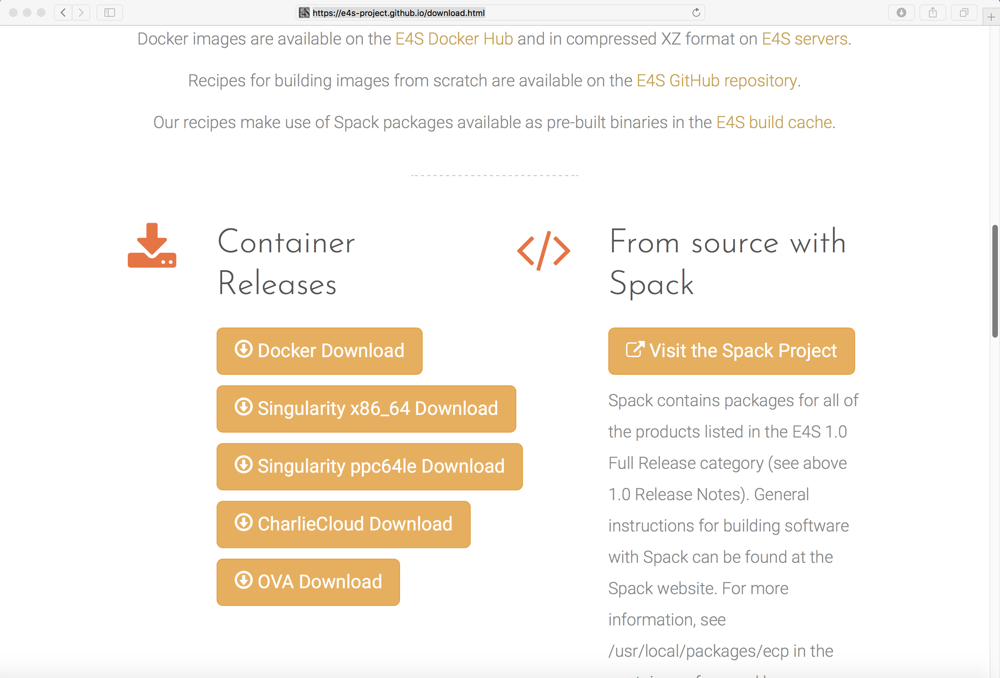 E4S https://e4s-project.github.io/download.html
Docker images are available on the E4S Docker Hub and in compressed XZ format on E4S servers.
Recipes for building images from scratch are available on the E4S GitHub repository.
Our recipes make use of Spack packages available as pre-built binaries in the E4S build cache.
Container
Releases
Docker Download
Singularity x86_64 Download
Singularity ppc64le Download
CharlieCloud Download
OVA Download
From source with
Spack
Visit the Spack Project
Spack contains packages for all of
the products listed in the E4S 1.0
Full Release category (see above
1.0 Release Notes). General
instructions for building software
with Spack can be found at the
Spack website. For more
information, see
/usr/local/packages/ecp in the